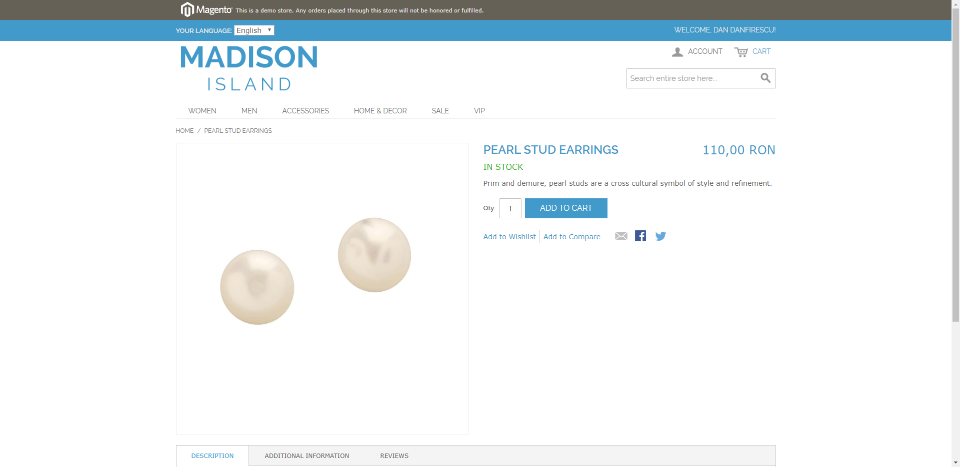 Magento This is a demo store. Any orders placed through this store will not be honored or fulfilled.
YOUR LANGUAGE: English WELCOME, DAN DANFIRESCU!
MADISON
ISLAND
ACCOUNT CART
Search entire store here...
WOMEN MEN ACCESSORIES HOME & DECOR SALE VIP
HOME / PEARL STUD EARRINGS
PEARL STUD EARRINGS 110,00 RON
IN STOCK
Prim and demure, pearl studs are a cross cultural symbol of style and refinement.
Qty 1 ADD TO CART
Add to Wishlist Add to Compare
DESCRIPTION ADDITIONAL INFORMATION REVIEWS